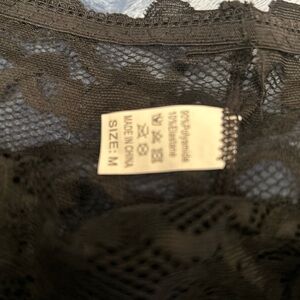 90%Polyamide
10%Elastane
MADE IN CHINA
SIZE: M